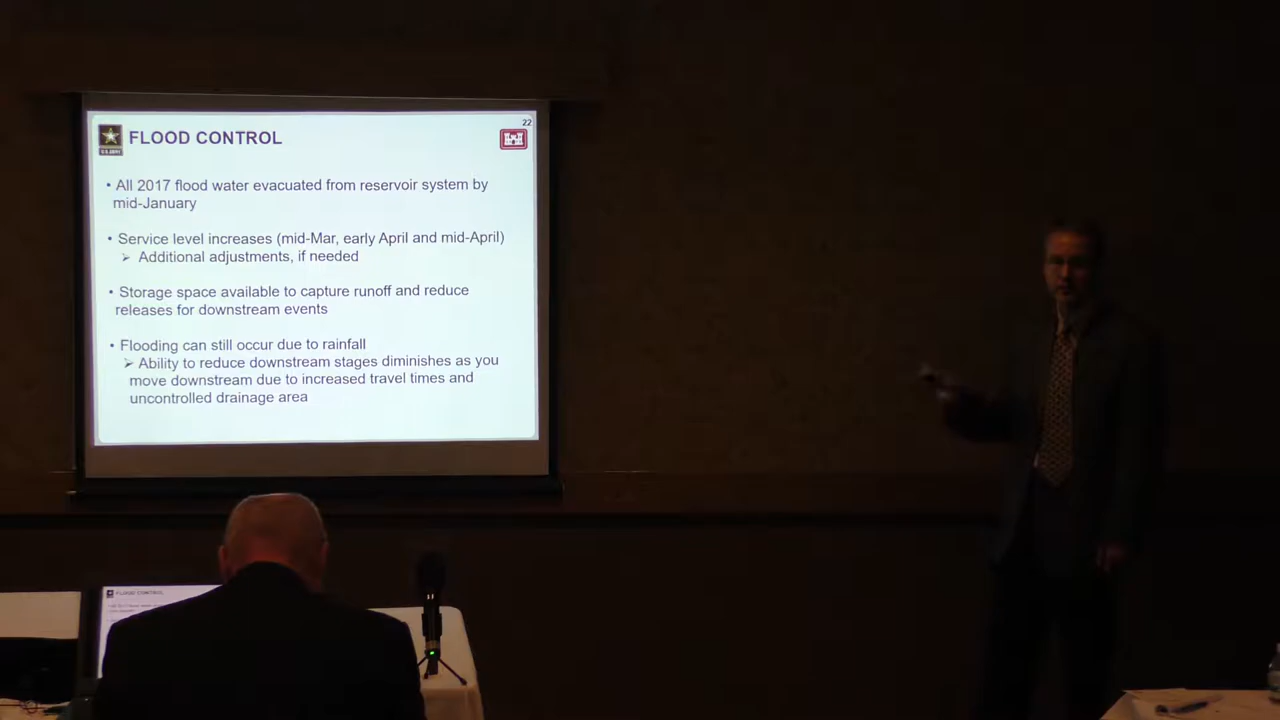 22
FLOOD CONTROL
U.S. ARMY
• All 2017 flood water evacuated from reservoir system by
mid-January
• Service level increases (mid-Mar, early April and mid-April)
➢ Additional adjustments, if needed
• Storage space available to capture runoff and reduce
releases for downstream events
• Flooding can still occur due to rainfall
➢ Ability to reduce downstream stages diminishes as you
move downstream due to increased travel times and
uncontrolled drainage area
FLOOD CONTROL